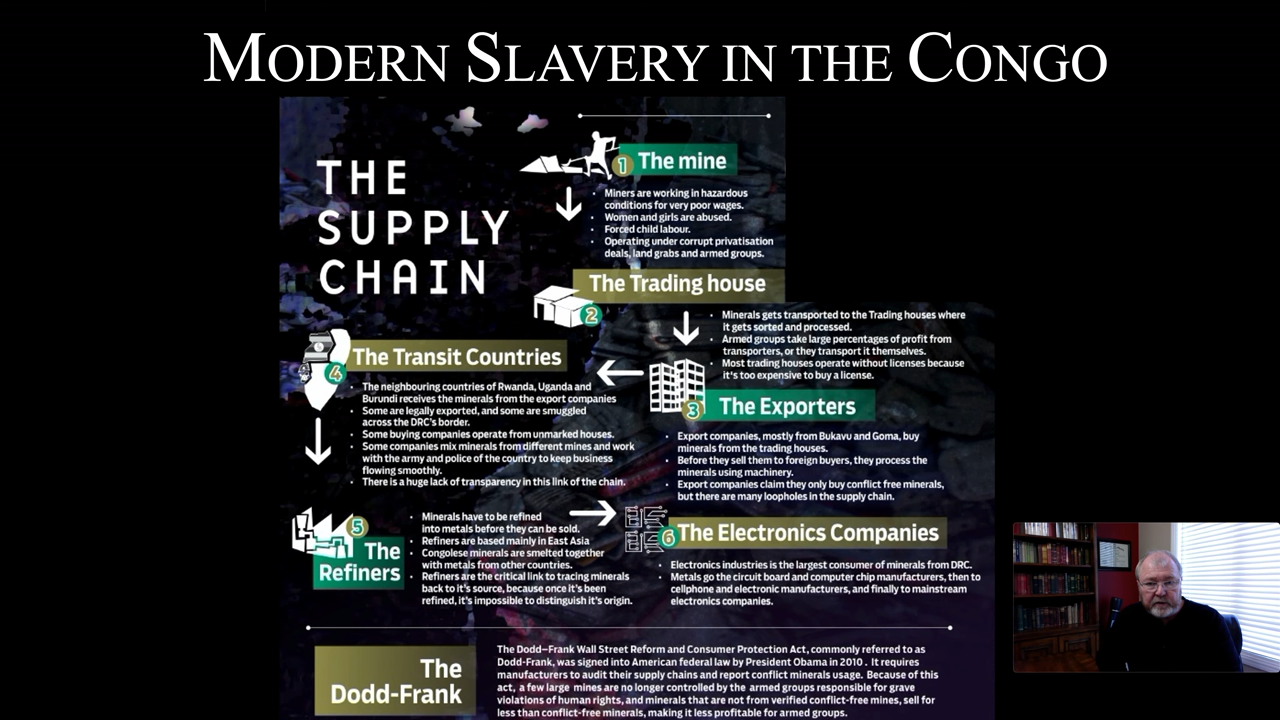 MODERN SLAVERY IN THE CONGO
THE
SUPPLY
CHAIN
1 The mine
• Miners are working in hazardous
conditions for very poor wages.
• Women and girls are abused.
• Forced child labour.
• Operating under corrupt privatisation
deals, land grabs and armed groups.
The Trading house
2
• Minerals gets transported to the Trading houses where
it gets sorted and processed.
• Armed groups take large percentages of profit from
transporters, or they transport it themselves.
• Most trading houses operate without licenses because
it's too expensive to buy a license.
3 The Exporters
• Export companies, mostly from Bukavu and Goma, buy
minerals from the trading houses.
• Before they sell them to foreign buyers, they process the
minerals using machinery.
• Export companies claim they only buy conflict free minerals,
but there are many loopholes in the supply chain.
The Transit Countries
4
• The neighbouring countries of Rwanda, Uganda and
Burundi receives the minerals from the export companies
• Some are legally exported, and some are smuggled
across the DRC's border.
• Some buying companies operate from unmarked houses.
• Some companies mix minerals from different mines and work
with the army and police of the country to keep business
flowing smoothly.
• There is a huge lack of transparency in this link of the chain.
5
The
Refiners
• Minerals have to be refined
into metals before they can be sold.
• Refiners are based mainly in East Asia
• Congolese minerals are smelted together
with metals from other countries.
• Refiners are the critical link to tracing minerals
back to it's source, because once it's been
refined, it's impossible to distinguish it's origin.
6 The Electronics Companies
• Electronics industries is the largest consumer of minerals from DRC.
• Metals go the circuit board and computer chip manufacturers, then to
cellphone and electronic manufacturers, and finally to mainstream
electronics companies.
The
Dodd-Frank
The Dodd–Frank Wall Street Reform and Consumer Protection Act, commonly referred to as
Dodd-Frank, was signed into American federal law by President Obama in 2010 . It requires
manufacturers to audit their supply chains and report conflict minerals usage. Because of this
act, a few large mines are no longer controlled by the armed groups responsible for grave
violations of human rights, and minerals that are not from verified conflict-free mines, sell for
less than conflict-free minerals, making it less profitable for armed groups.